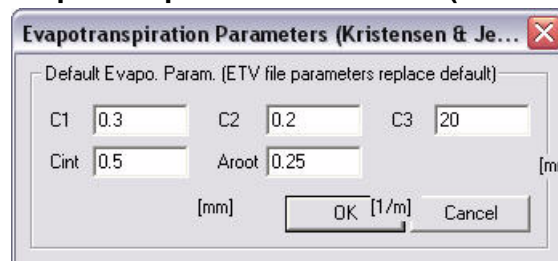 Evapotranspiration Parameters (Kristensen & Je...
Default Evapo. Param. (ETV file parameters replace default)
C1 0.3 C2 0.2 C3 20
Cint 0.5 Aroot 0.25
[mm] OK [1/m] Cancel